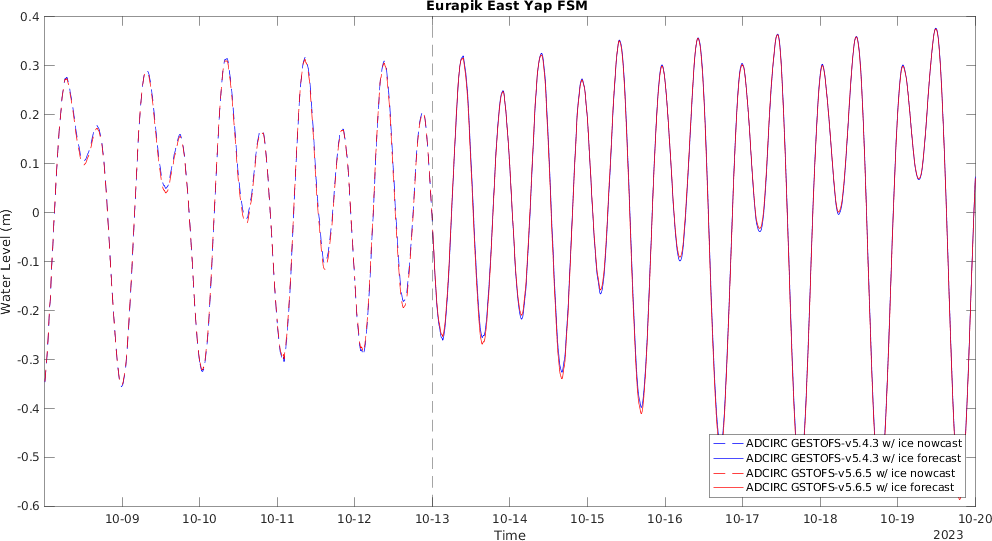 Eurapik East Yap FSM
0.4
0.3
0.2
0.1
0
-0.1
-0.2
-0.3
-0.4
-0.5
-0.6
Water Level (m)
ADCIRC GESTOFS-v5.4.3 w/ ice nowcast
ADCIRC GESTOFS-v5.4.3 w/ ice forecast
ADCIRC GSTOFS-v5.6.5 w/ ice nowcast
ADCIRC GSTOFS-v5.6.5 w/ ice forecast
10-09 10-10 10-11 10-12 10-13 10-14 10-15 10-16 10-17 10-18 10-19 10-20
Time
2023